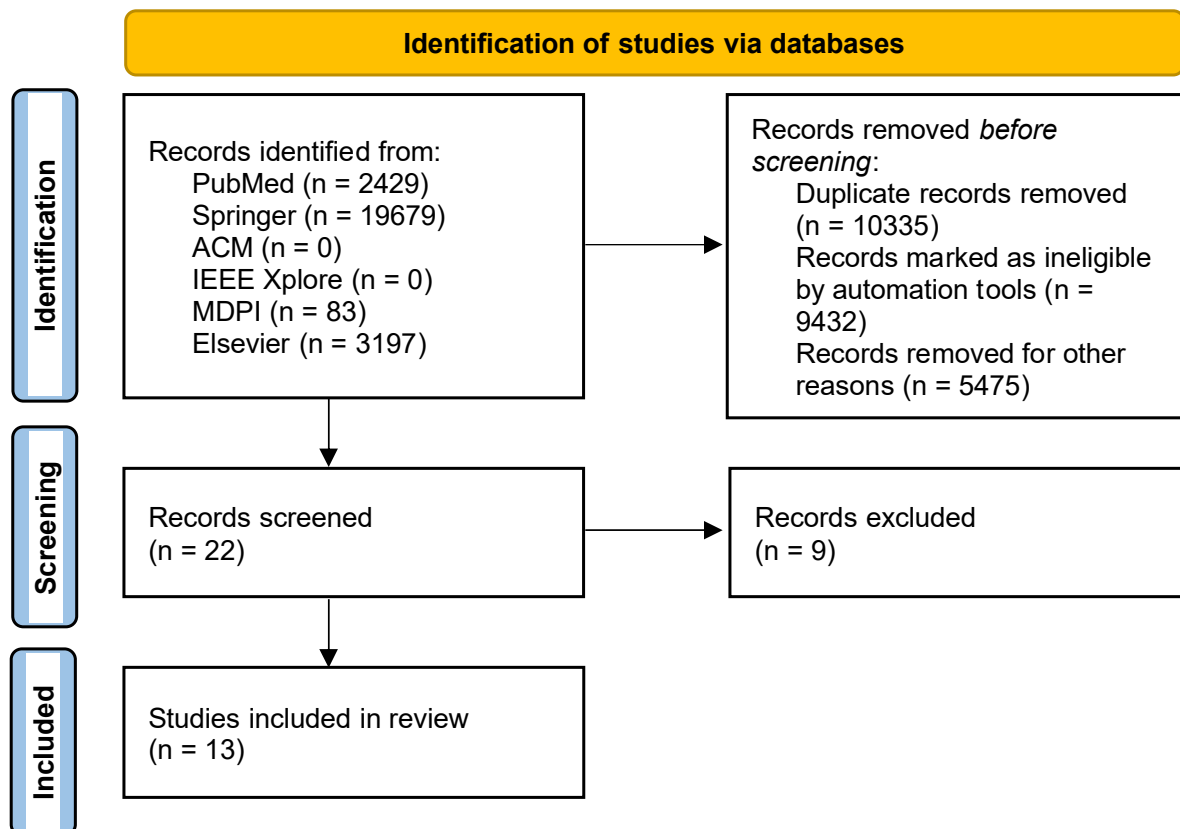 Identification of studies via databases
Identification
Records identified from:
PubMed (n = 2429)
Springer (n = 19679)
ACM (n = 0)
IEEE Xplore (n = 0)
MDPI (n = 83)
Elsevier (n = 3197)
Records removed before
screening:
Duplicate records removed
(n = 10335)
Records marked as ineligible
by automation tools (n =
9432)
Records removed for other
reasons (n = 5475)
Screening
Records screened
(n = 22)
Records excluded
(n = 9)
Included
Studies included in review
(n = 13)